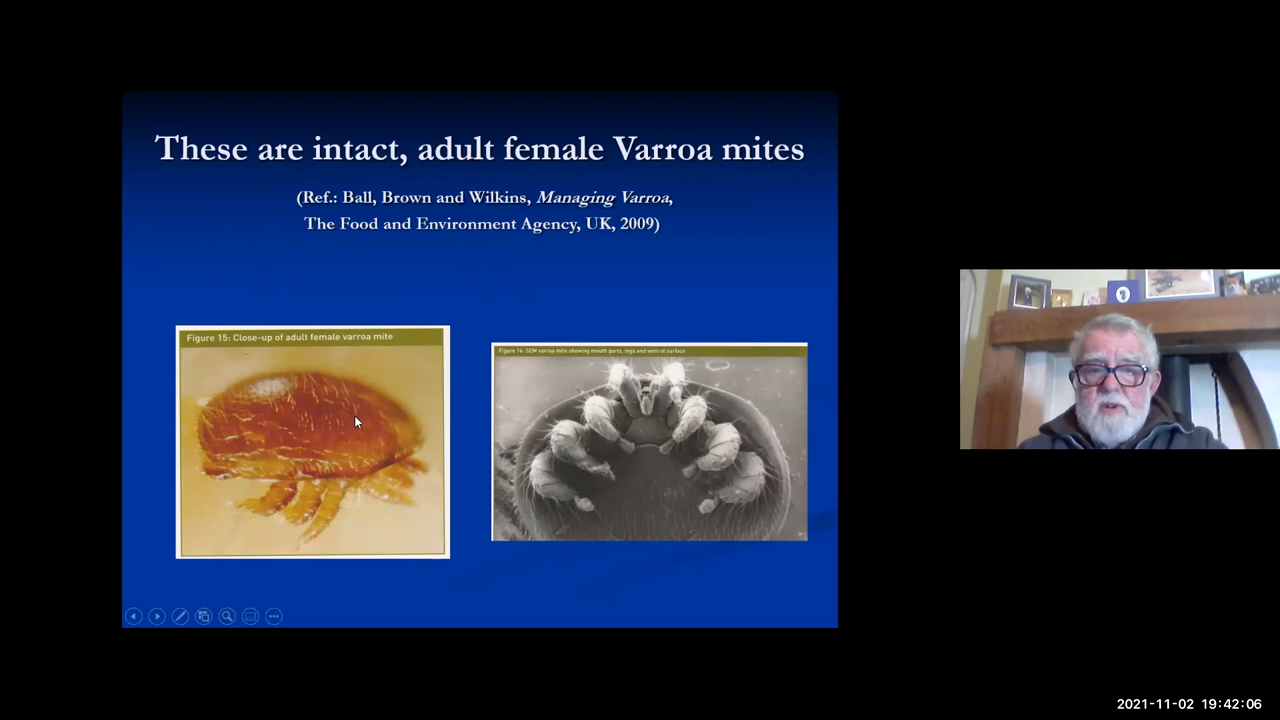 These are intact, adult female Varroa mites
(Ref.: Ball, Brown and Wilkins, Managing Varroa,
The Food and Environment Agency, UK, 2009)
Figure 15: Close-up of adult female varroa mite
Figure 14: SEM varroa mite showing mouth parts, legs and ventral surface
2021-11-02 19:42:06